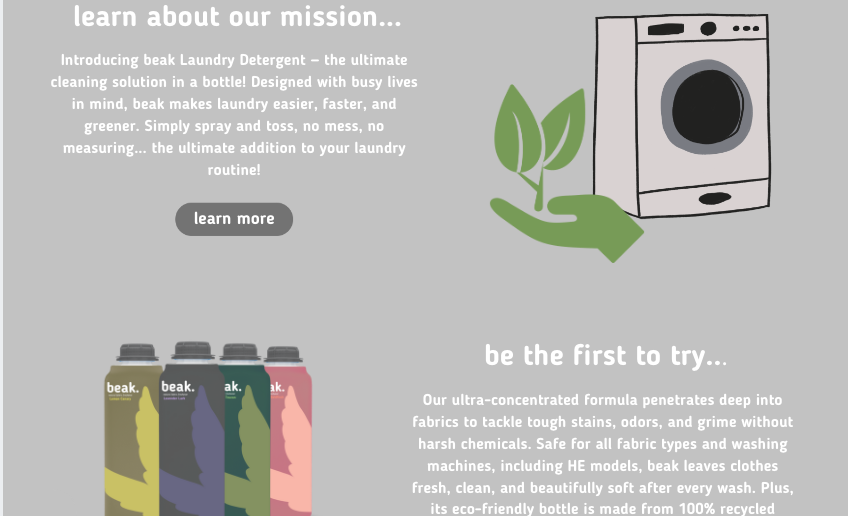 learn about our mission...
Introducing beak Laundry Detergent – the ultimate
cleaning solution in a bottle! Designed with busy lives
in mind, beak makes laundry easier, faster, and
greener. Simply spray and toss, no mess, no
measuring... the ultimate addition to your laundry
routine!
learn more
beak.
beak.
ak.
ak.
be the first to try...
Our ultra-concentrated formula penetrates deep into
fabrics to tackle tough stains, odors, and grime without
harsh chemicals. Safe for all fabric types and washing
machines, including HE models, beak leaves clothes
fresh, clean, and beautifully soft after every wash. Plus,
its eco-friendly bottle is made from 100% recycled